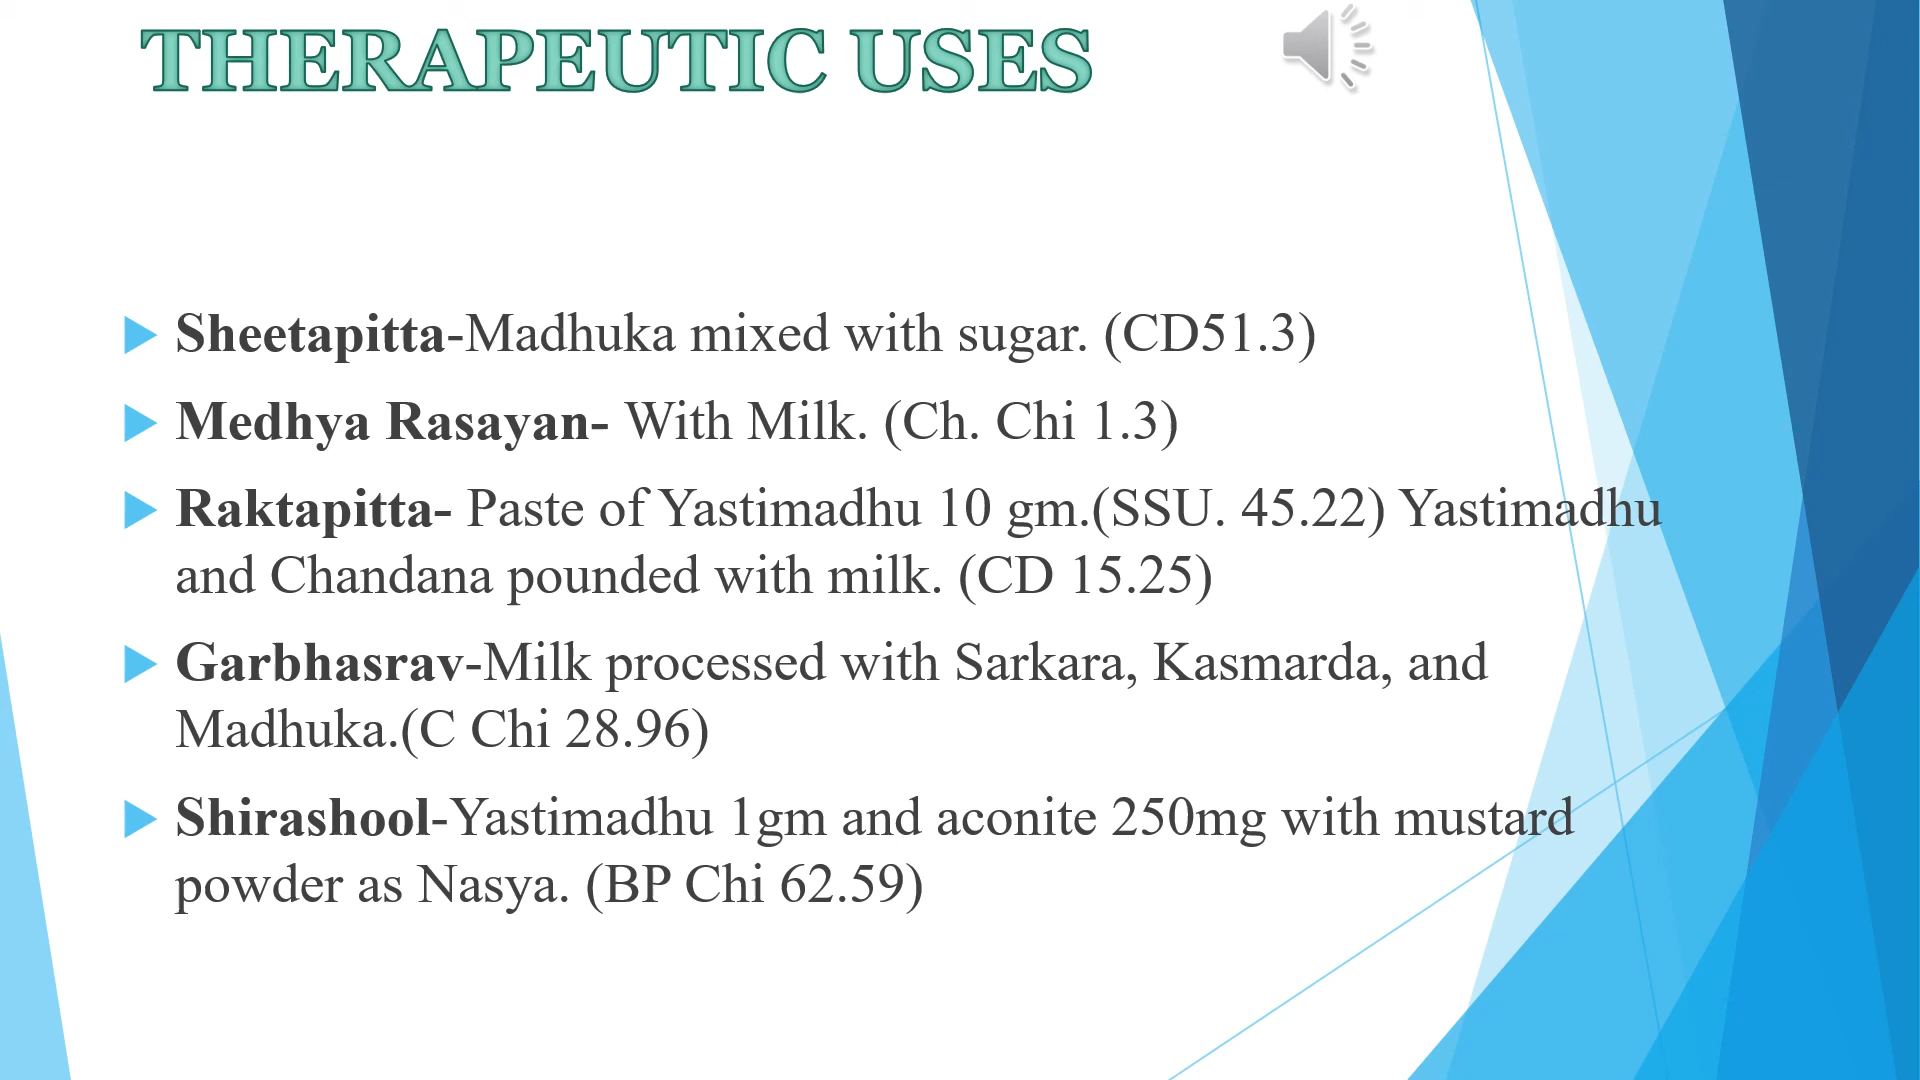 THERAPEUTIC USES
Sheetapitta-Madhuka mixed with sugar. (CD51.3)
Medhya Rasayan- With Milk. (Ch. Chi 1.3)
Raktapitta- Paste of Yastimadhu 10 gm.(SSU. 45.22) Yastimadhu
and Chandana pounded with milk. (CD 15.25)
Garbhasrav-Milk processed with Sarkara, Kasmarda, and
Madhuka.(C Chi 28.96)
Shirashool-Yastimadhu 1gm and aconite 250mg with mustard
powder as Nasya. (BP Chi 62.59)